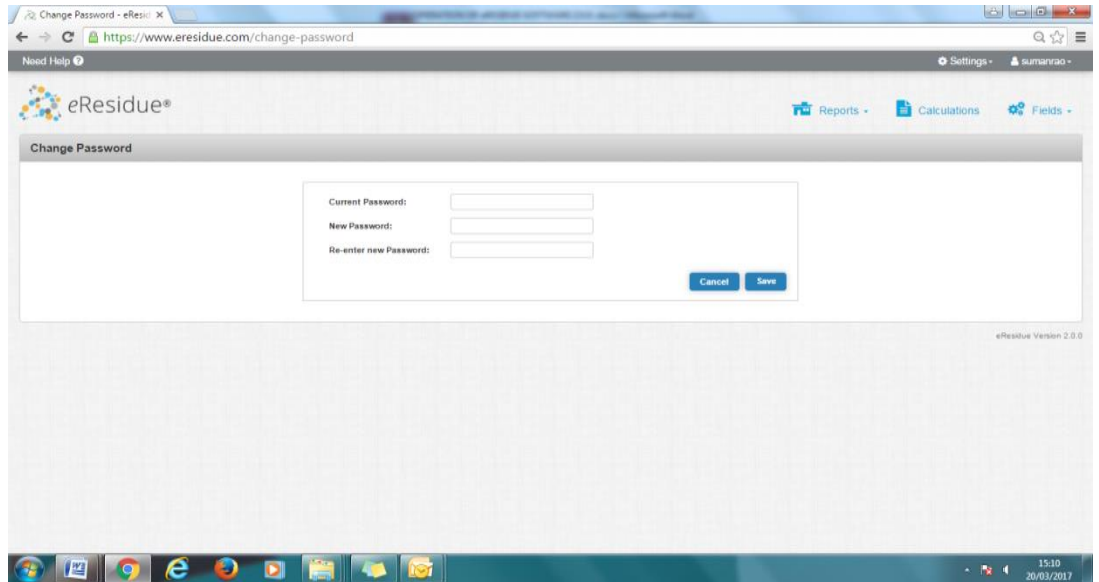 Change Password - eResid
https://www.eresidue.com/change-password
Need Help ?
Settings
sumanrao
eResidue®
Reports
Calculations
Fields
Change Password
Current Password:
New Password:
Re-enter new Password:
Cancel
Save
eResidue Version 2.0.0
15:10
20/03/2017